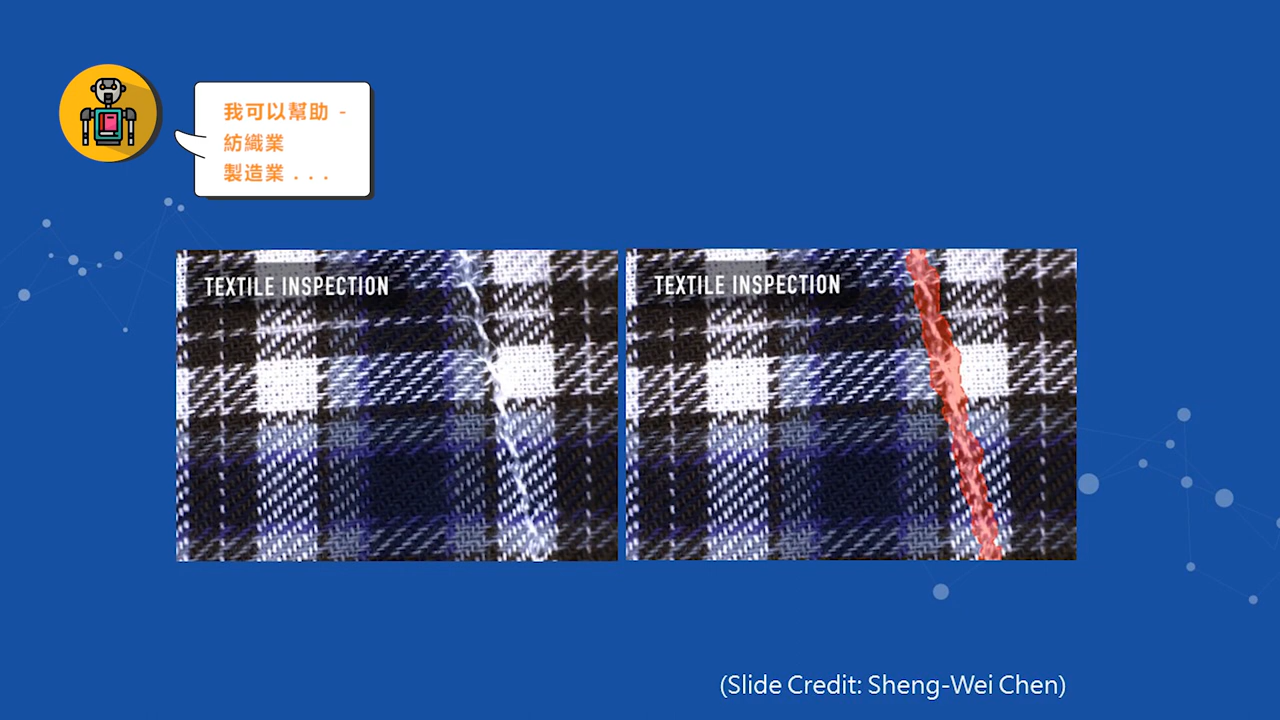 我可以幫助 -
紡織業
製造業 . . .
TEXTILE INSPECTION
TEXTILE INSPECTION
(Slide Credit: Sheng-Wei Chen)